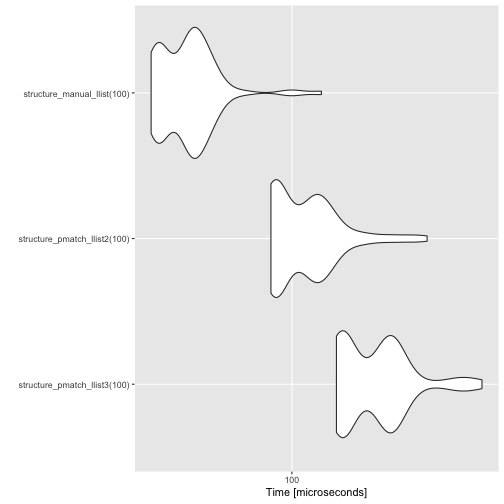 structure_manual_llist(100)
structure_pmatch_llist2(100)
structure_pmatch_llist3(100)
100
Time [microseconds]